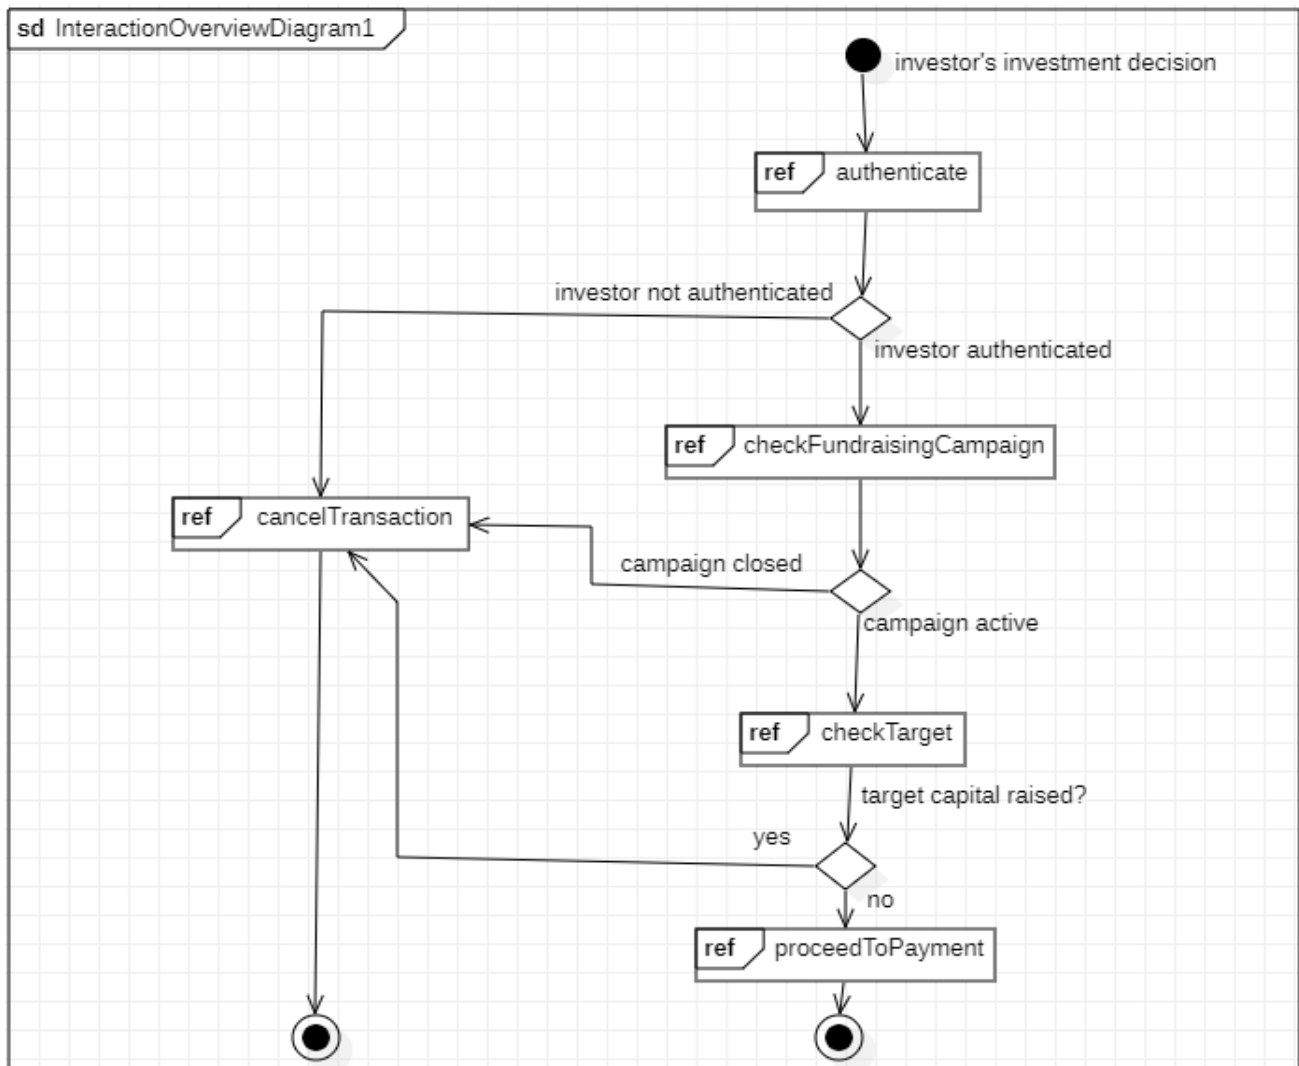 sd InteractionOverviewDiagram1
investor's investment decision
ref authenticate
investor not authenticated
investor authenticated
ref checkFundraisingCampaign
ref cancelTransaction
campaign closed
campaign active
ref checkTarget
target capital raised?
yes
no
ref proceedToPayment